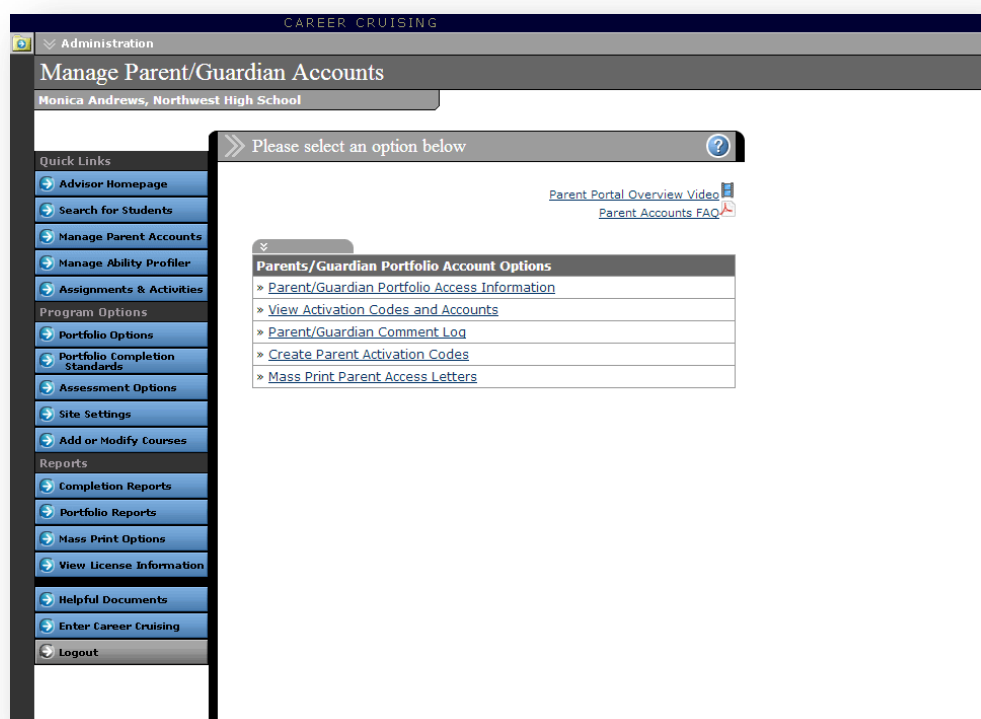 CAREER CRUISING
Administration
Manage Parent/Guardian Accounts
Monica Andrews, Northwest High School
Quick Links
Advisor Homepage
Search for Students
Manage Parent Accounts
Manage Ability Profiler
Assignments & Activities
Program Options
Portfolio Options
Portfolio Completion
Standards
Assessment Options
Site Settings
Add or Modify Courses
Reports
Completion Reports
Portfolio Reports
Mass Print Options
View License Information
Helpful Documents
Enter Career Cruising
Logout
Please select an option below
?
Parent Portal Overview Video
Parent Accounts FAQ
Parents/Guardian Portfolio Account Options
» Parent/Guardian Portfolio Access Information
» View Activation Codes and Accounts
» Parent/Guardian Comment Log
» Create Parent Activation Codes
» Mass Print Parent Access Letters